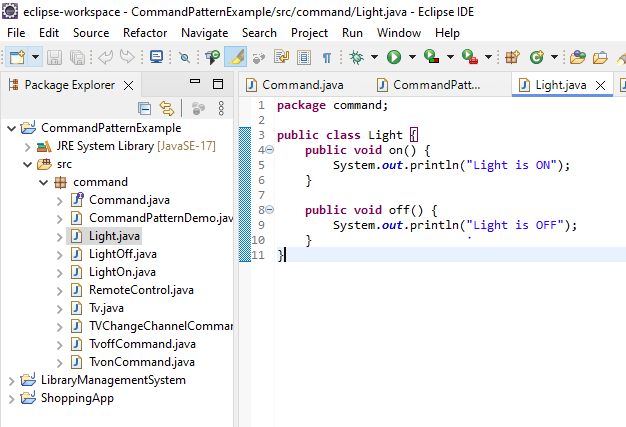 eclipse-workspace - CommandPatternExample/src/command/Light.java - Eclipse IDE
File Edit Source Refactor Navigate Search Project Run Window Help
Package Explorer
CommandPatternExample
JRE System Library [JavaSE-17]
src
command
Command.java
CommandPatternDemo.jav
Light.java
LightOff.java
LightOn.java
RemoteControl.java
Tv.java
TVChangeChannelComman
TvoffCommand.java
TvonCommand.java
LibraryManagementSystem
ShoppingApp
Command.java CommandPatt... Light.java
1 package command;
2
3 public class Light {
4 public void on() {
5 System.out.println("Light is ON");
6 }
7
8 public void off() {
9 System.out.println("Light is OFF");
10 }
11 }